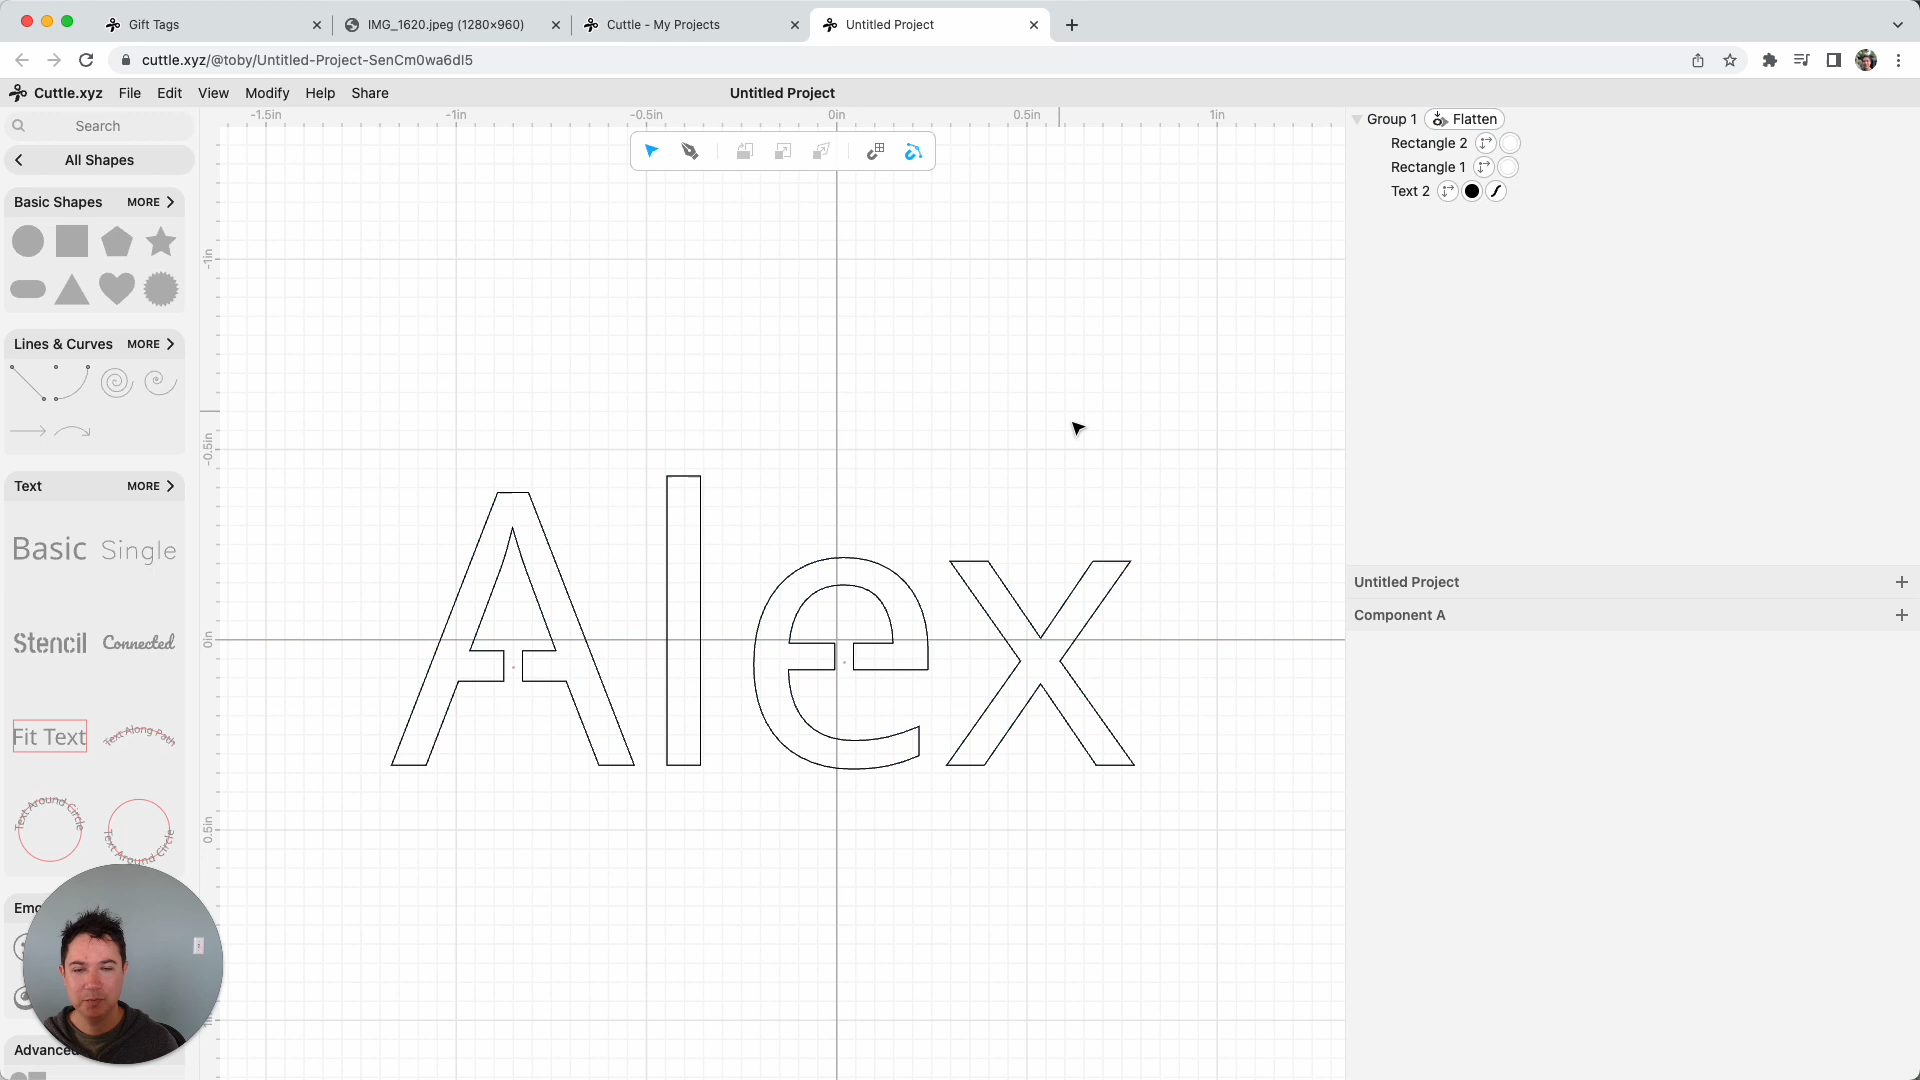 Gift Tags
IMG_1620.jpeg (1280×960)
Cuttle - My Projects
Untitled Project
cuttle.xyz/@toby/Untitled-Project-SenCm0wa6dI5
Cuttle.xyz File Edit View Modify Help Share
Untitled Project
Search
All Shapes
Basic Shapes MORE
Lines & Curves MORE
Text MORE
Basic Single
Stencil Connected
Fit Text Text Along Path
Text Around Circle Text Around Circle
Advanced
-1.5in -1in -0.5in 0in 0.5in 1in
-1in
-0.5in
0in
0.5in
Alex
Group 1 Flatten
Rectangle 2
Rectangle 1
Text 2
Untitled Project
Component A